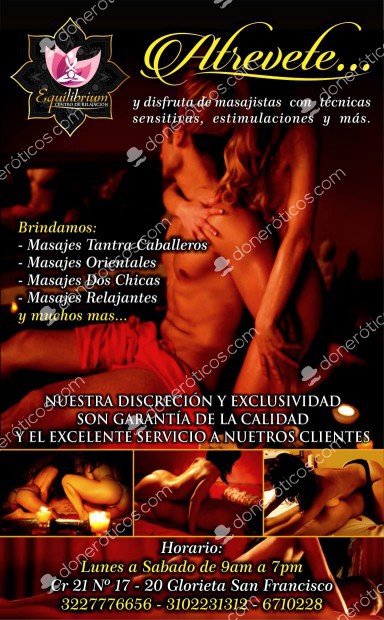 Atrevete...
Equilibrium
CENTRO DE RELAJACIÓN
y disfruta de masajistas con técnicas
sensitivas, estimulaciones y más.
Brindamos:
- Masajes Tantra Caballeros
- Masajes Orientales
- Masajes Dos Chicas
- Masajes Relajantes
y muchos mas...
NUESTRA DISCRECIÓN Y EXCLUSIVIDAD
SON GARANTÍA DE LA CALIDAD
Y EL EXCELENTE SERVICIO A NUETROS CLIENTES
Horario:
Lunes a Sabado de 9am a 7pm
Cr 21 Nº 17 - 20 Glorieta San Francisco
3227776656 - 3102231312 - 6710228
doneróticos.com